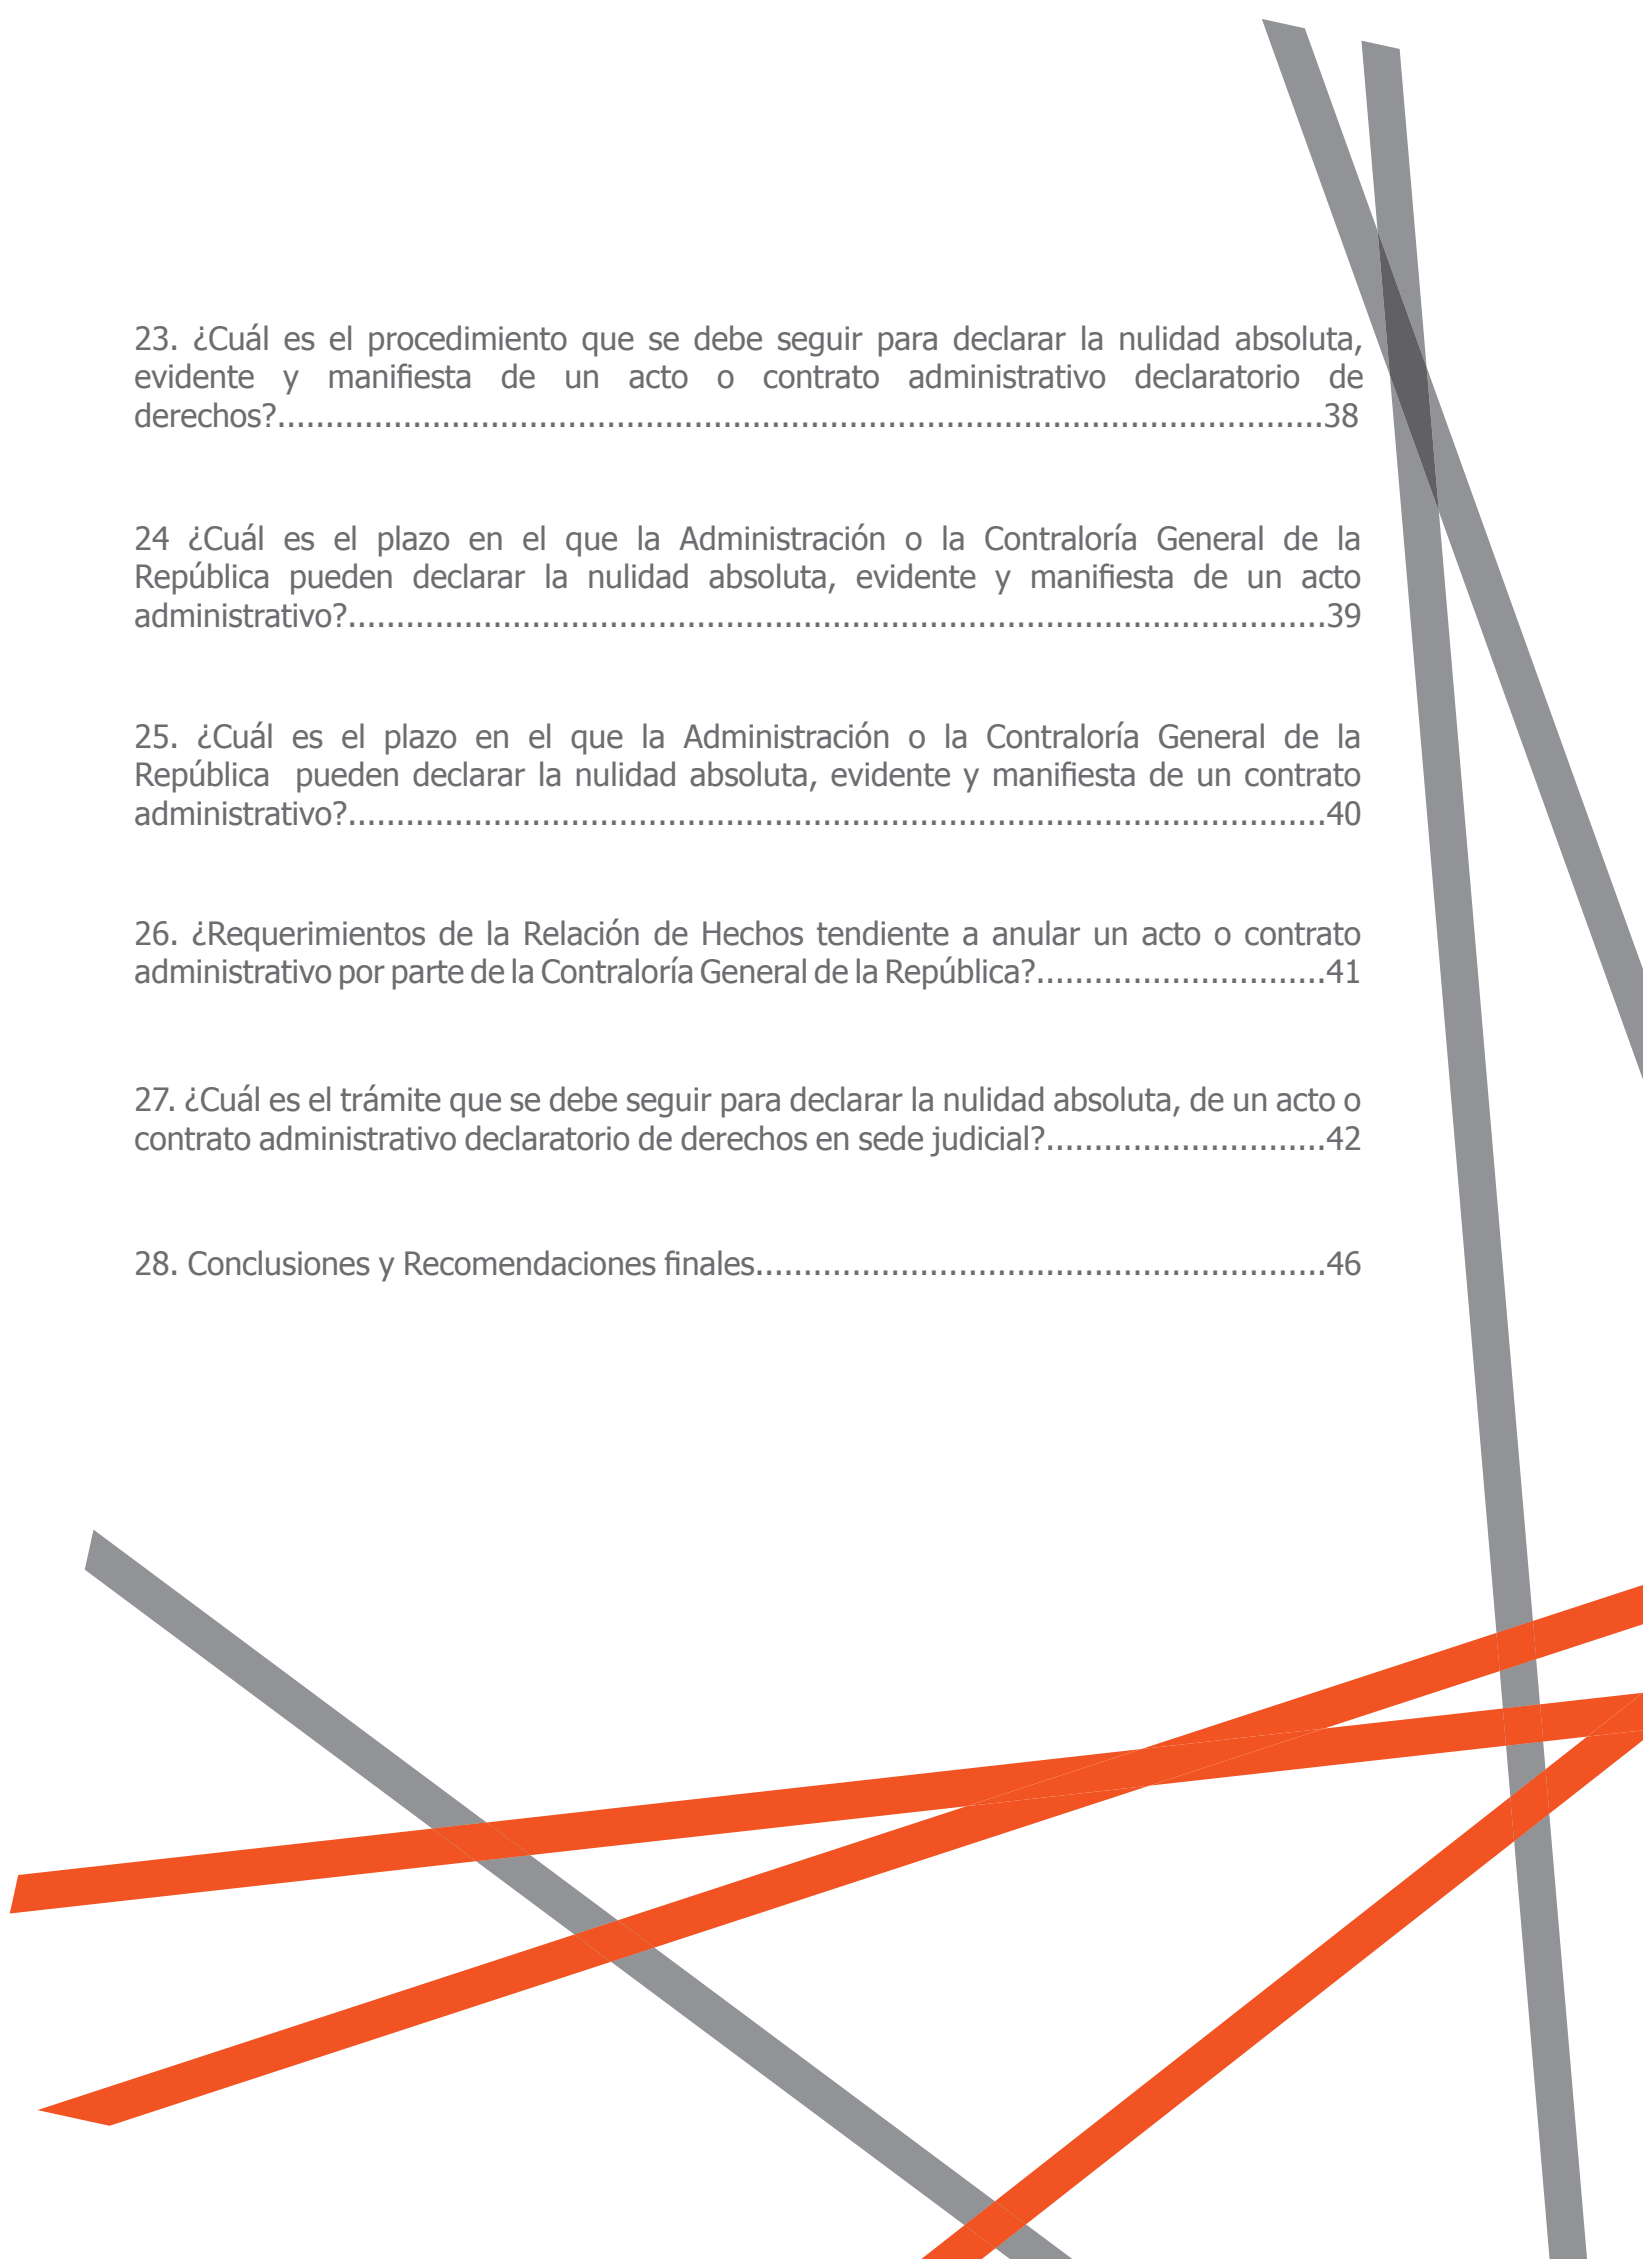 23. ¿Cuál es el procedimiento que se debe seguir para declarar la nulidad absoluta,
evidente y manifiesta de un acto o contrato administrativo declaratorio de
derechos?............................................................................................................38
24 ¿Cuál es el plazo en el que la Administración o la Contraloría General de la
República pueden declarar la nulidad absoluta, evidente y manifiesta de un acto
administrativo?.....................................................................................................39
25. ¿Cuál es el plazo en el que la Administración o la Contraloría General de la
República pueden declarar la nulidad absoluta, evidente y manifiesta de un contrato
administrativo?.....................................................................................................40
26. ¿Requerimientos de la Relación de Hechos tendiente a anular un acto o contrato
administrativo por parte de la Contraloría General de la República?..............................41
27. ¿Cuál es el trámite que se debe seguir para declarar la nulidad absoluta, de un acto o
contrato administrativo declaratorio de derechos en sede judicial?.............................42
28. Conclusiones y Recomendaciones finales...........................................................46